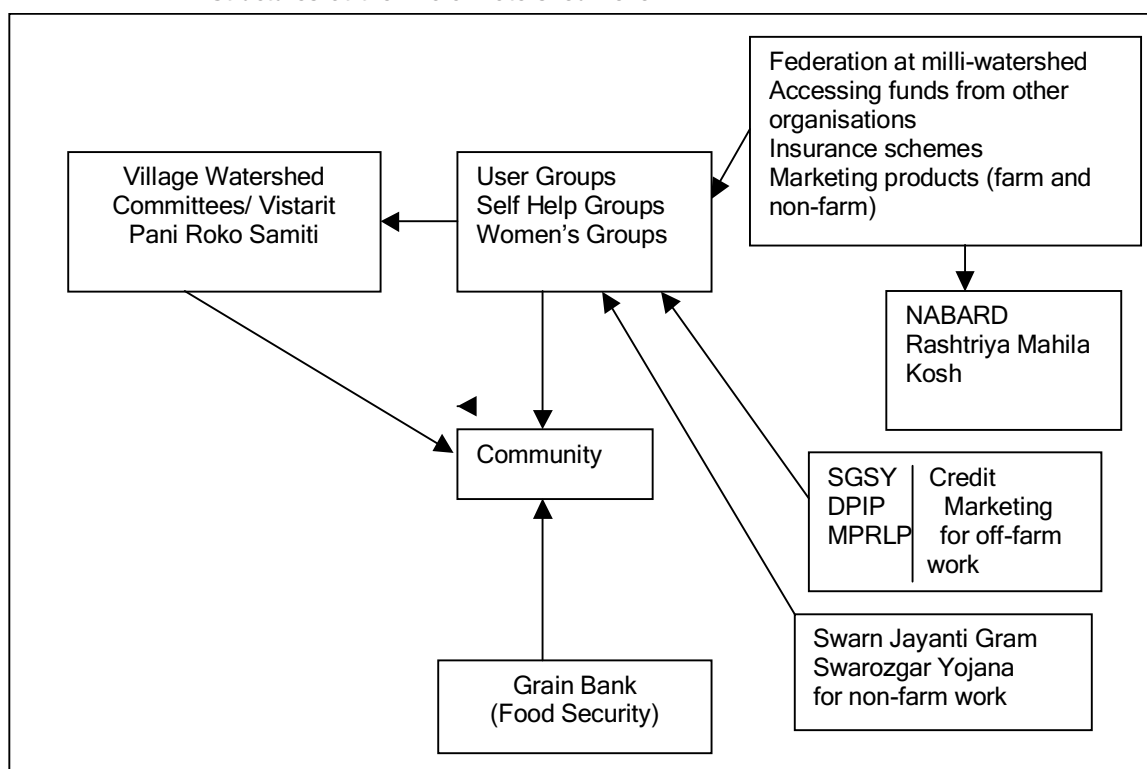 Federation at milli-watershed
Accessing funds from other
organisations
Insurance schemes
Marketing products (farm and
non-farm)
Village Watershed
Committees/ Vistarit
Pani Roko Samiti
User Groups
Self Help Groups
Women's Groups
NABARD
Rashtriya Mahila
Kosh
Community
SGSY
DPIP
MPRLP
Credit
Marketing
for off-farm
work
Swarn Jayanti Gram
Swarozgar Yojana
for non-farm work
Grain Bank
(Food Security)